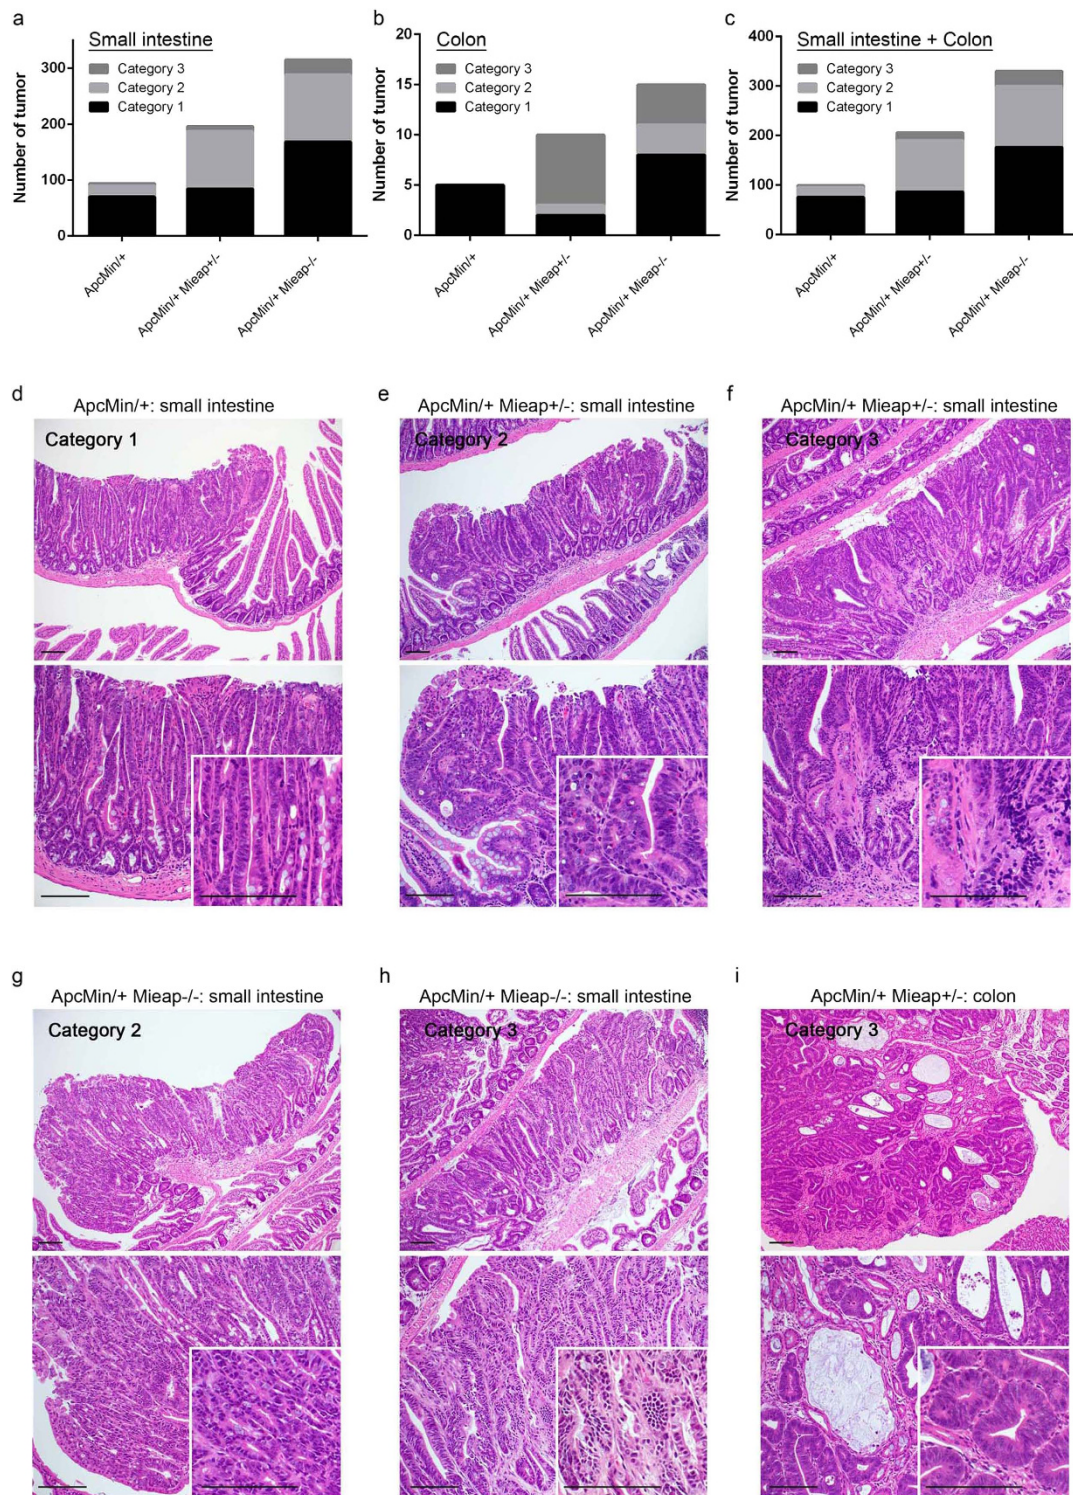 a
Small intestine
Category 3
Category 2
Category 1
Number of tumor
300
200
100
0
ApcMin/+
ApcMin/+ Mieap+/-
ApcMin/+ Mieap-/-
b
Colon
Category 3
Category 2
Category 1
Number of tumor
20
15
10
5
0
ApcMin/+
ApcMin/+ Mieap+/-
ApcMin/+ Mieap-/-
c
Small intestine + Colon
Category 3
Category 2
Category 1
Number of tumor
400
300
200
100
0
ApcMin/+
ApcMin/+ Mieap+/-
ApcMin/+ Mieap-/-
d
ApcMin/+: small intestine
Category 1
e
ApcMin/+ Mieap+/-: small intestine
Category 2
f
ApcMin/+ Mieap+/-: small intestine
Category 3
g
ApcMin/+ Mieap-/-: small intestine
Category 2
h
ApcMin/+ Mieap-/-: small intestine
Category 3
i
ApcMin/+ Mieap+/-: colon
Category 3